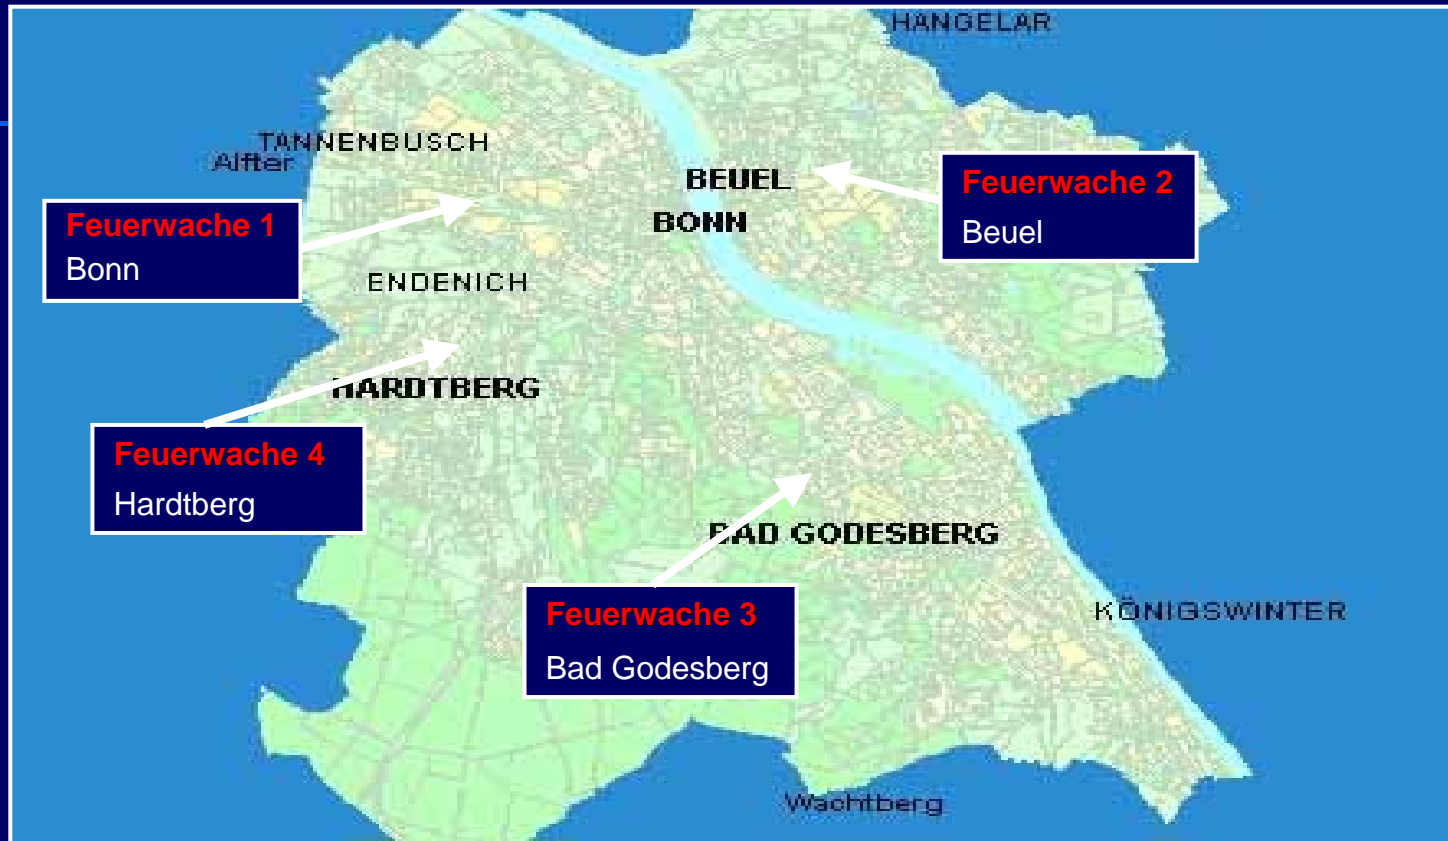 HANGELAR
TANNENBUSCH
Alfter
BEUEL
BONN
Feuerwache 2
Beuel
Feuerwache 1
Bonn
ENDENICH
HARDTBERG
Feuerwache 4
Hardtberg
BAD GODESBERG
Feuerwache 3
Bad Godesberg
KÖNIGSWINTER
Wachtberg